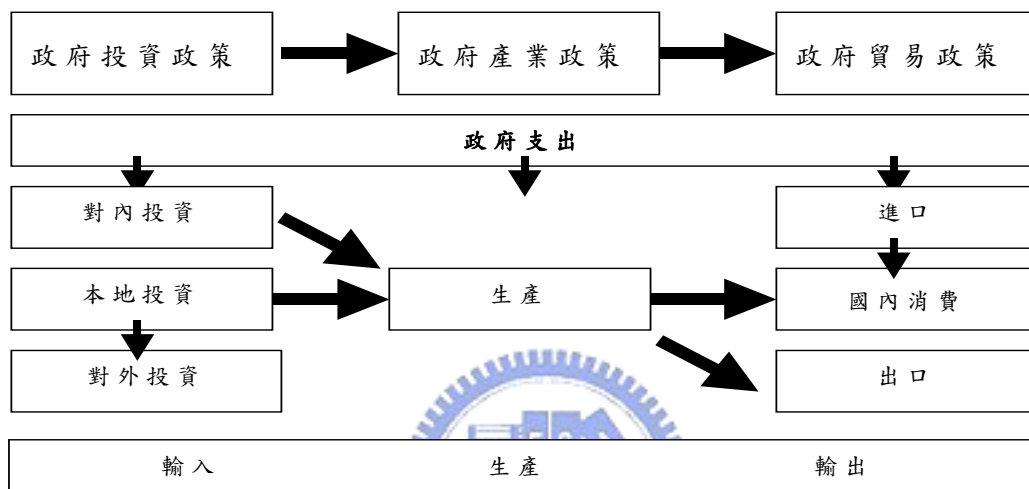 政府投資政策 政府產業政策 政府貿易政策
政府支出
對內投資 進口
本地投資 生產 國內消費
對外投資 出口
輸入 生產 輸出